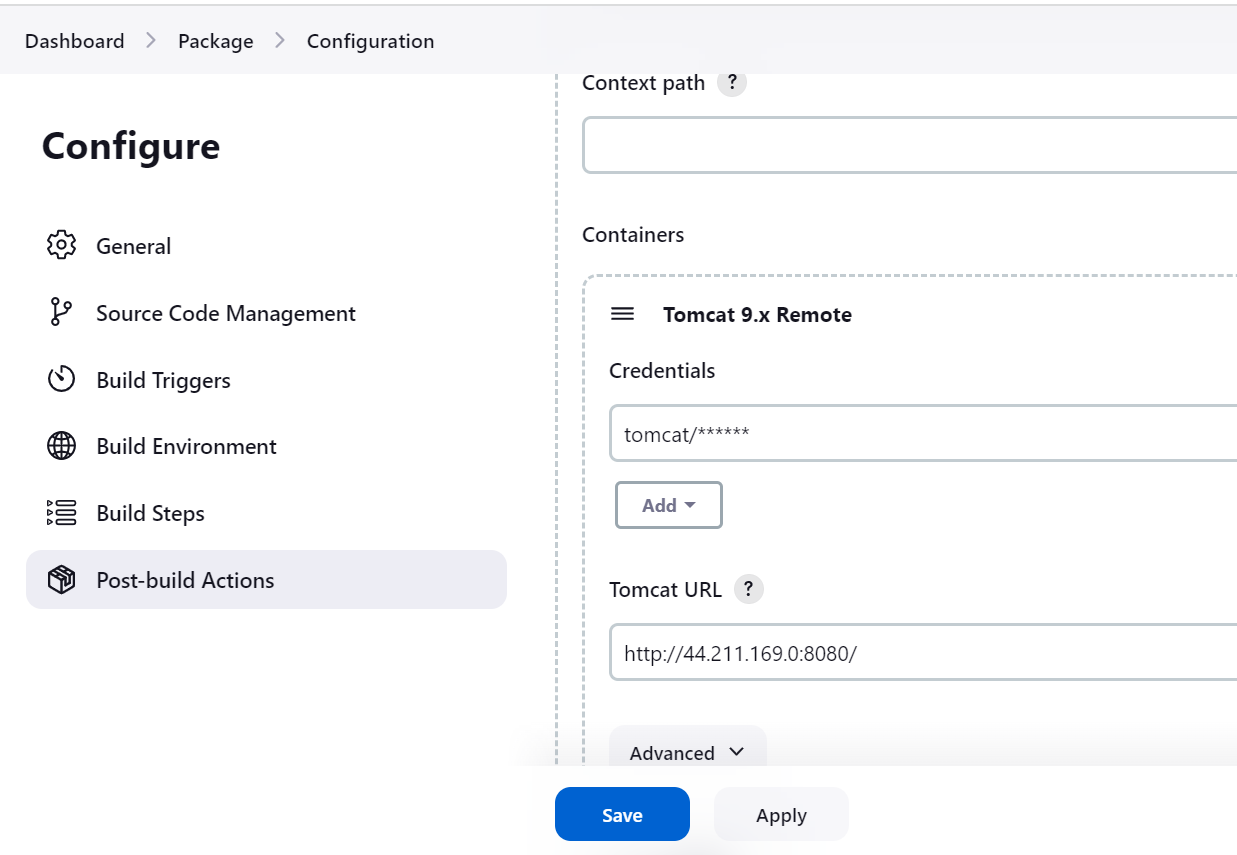 Dashboard > Package > Configuration
Configure
General
Source Code Management
Build Triggers
Build Environment
Build Steps
Post-build Actions
Context path ?
Containers
Tomcat 9.x Remote
Credentials
tomcat/******
Add
Tomcat URL ?
http://44.211.169.0:8080/
Advanced
Save Apply